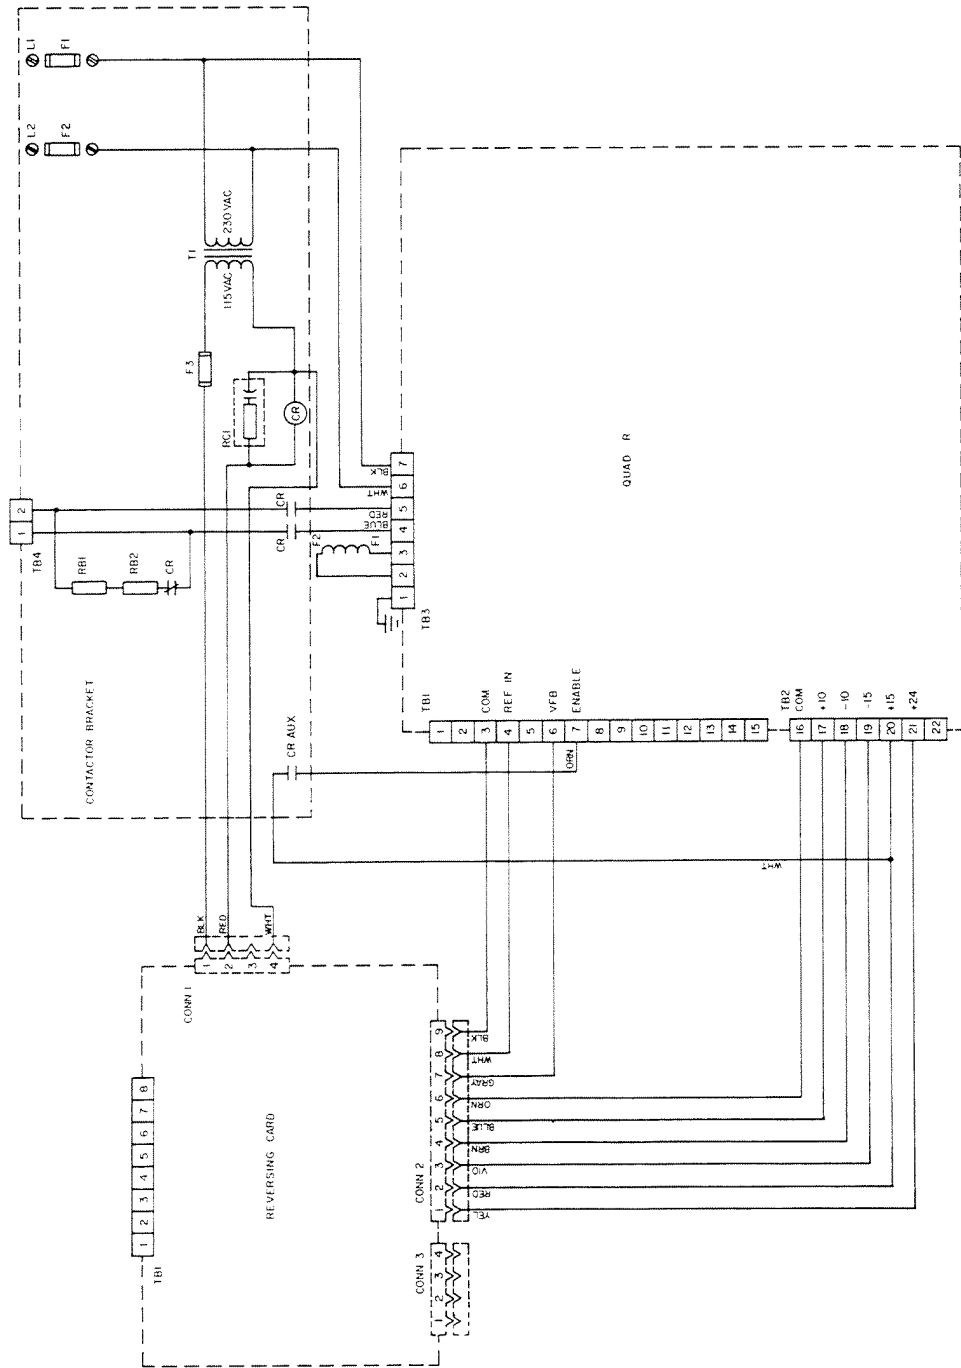 L1 F1
L2 F2
T1
230 VAC
115 VAC
F3
RC1
CR
CR
CR
2
1
TB4
RB1
RB2
CR
CONTACTOR BRACKET
CR AUX
F2
F1
BLK
WHT
RED
BLUE
7
6
5
4
3
2
1
TB3
QUAD R
TB1
1
2
3 COM
4 REF IN
5
6 VFB
7 ENABLE
8
9
10
11
12
13
14
15
ORN
TB2
16 COM
17 +10
18 -10
19 -15
20 +15
21 +24
22
WHT
BLK
RED
WHT
1
2
3
4
CONN 1
REVERSING CARD
TB1
1 2 3 4 5 6 7 8
CONN 2
1 2 3 4 5 6 7 8 9
YEL RED VIO BRN BLUE ORN GRAY WHT BLK
CONN 3
1 2 3 4